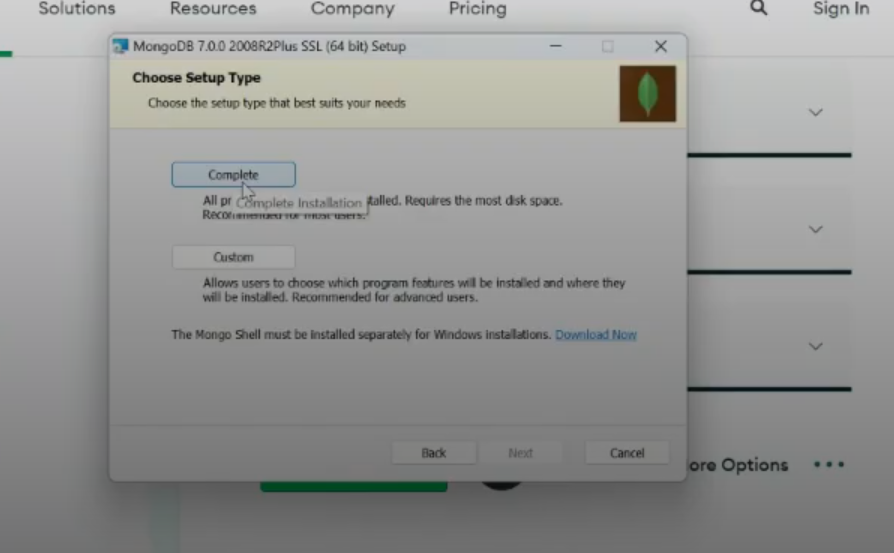 Solutions Resources Company Pricing Sign In
MongoDB 7.0.0 2008R2Plus SSL (64 bit) Setup
Choose Setup Type
Choose the setup type that best suits your needs
Complete
All pr
Complete Installation
talled. Requires the most disk space.
Recommended for most users.
Custom
Allows users to choose which program features will be installed and where they
will be installed. Recommended for advanced users.
The Mongo Shell must be installed separately for Windows installations. Download Now
Back Next Cancel
ore Options